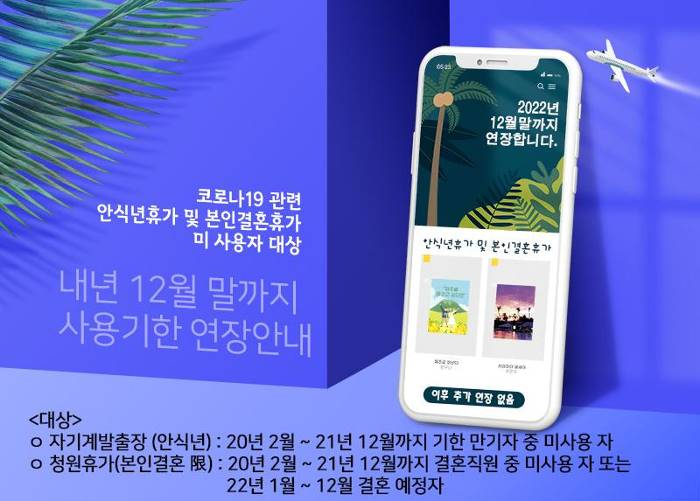 코로나19 관련
안식년휴가 및 본인결혼휴가
미 사용자 대상
내년 12월 말까지
사용기한 연장안내
05:23
2022년
12월말까지
연장합니다.
안식년휴가 및 본인결혼휴가
이후 추가 연장 없음
<대상>
ㅇ 자기계발출장 (안식년) : 20년 2월 ~ 21년 12월까지 기한 만기자 중 미사용 자
ㅇ 청원휴가(본인결혼 限) : 20년 2월 ~ 21년 12월까지 결혼직원 중 미사용 자 또는
22년 1월 ~ 12월 결혼 예정자